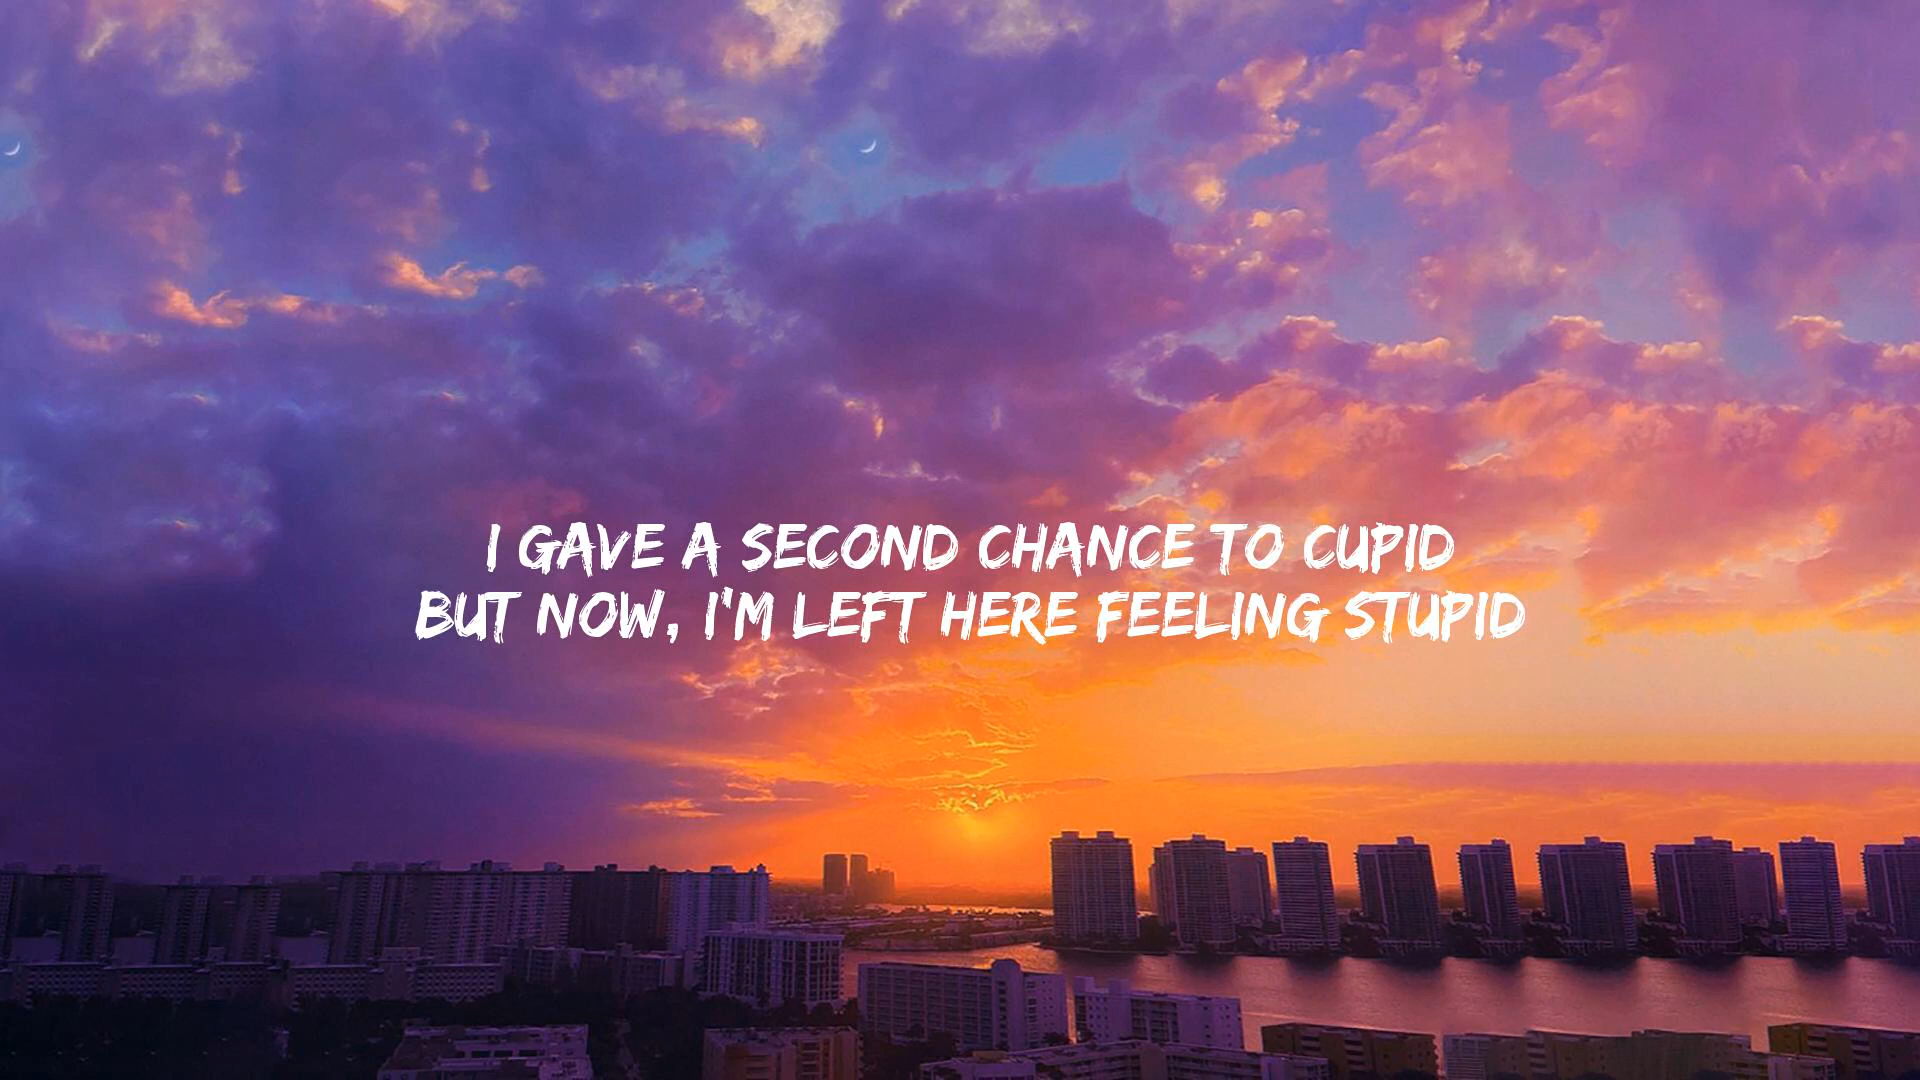 I GAVE A SECOND CHANCE TO CUPID
BUT NOW, I'M LEFT HERE FEELING STUPID